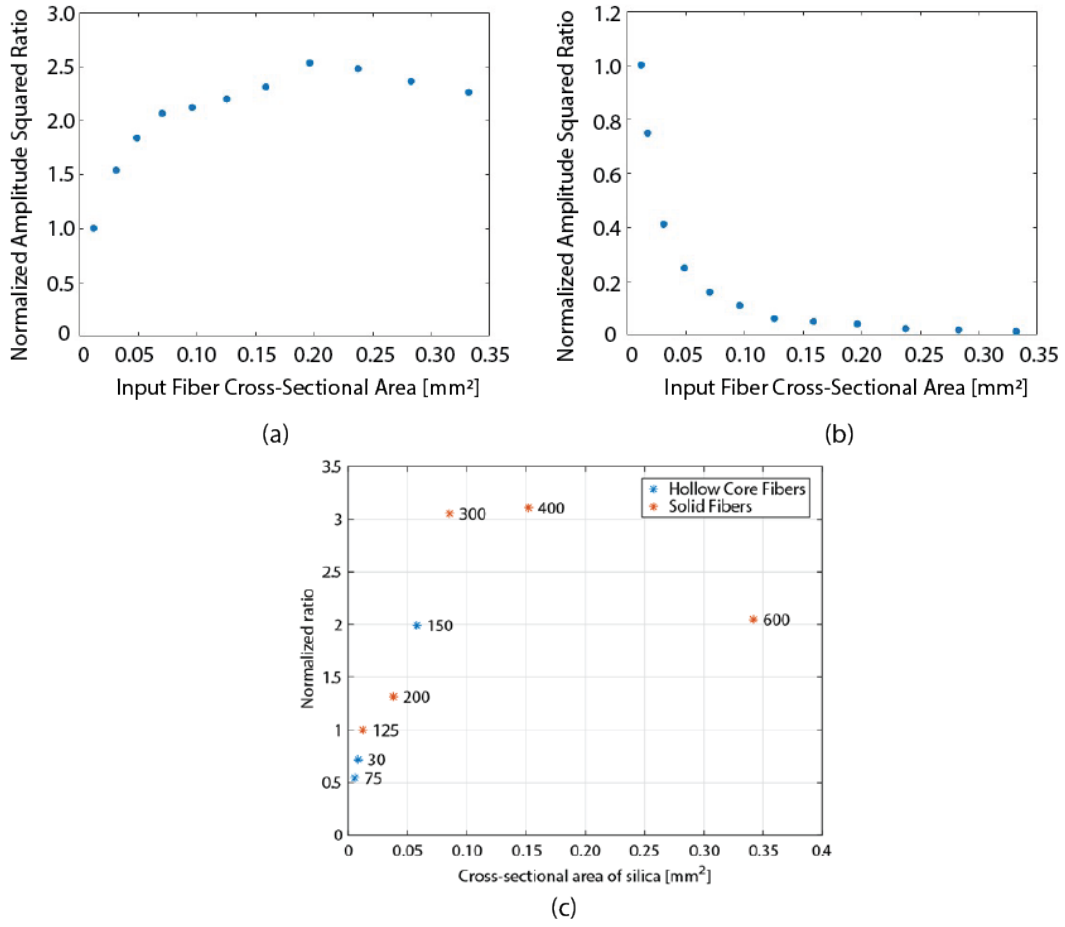 Normalized Amplitude Squared Ratio
3.0
2.5
2.0
1.5
1.0
0.5
0
0 0.05 0.10 0.15 0.20 0.25 0.30 0.35
Input Fiber Cross-Sectional Area [mm²]
(a)
Normalized Amplitude Squared Ratio
1.2
1.0
0.8
0.6
0.4
0.2
0
0 0.05 0.10 0.15 0.20 0.25 0.30 0.35
Input Fiber Cross-Sectional Area [mm²]
(b)
Normalized ratio
3.5
3
2.5
2
1.5
1
0.5
0
Hollow Core Fibers
Solid Fibers
300
400
600
150
200
125
30
75
0 0.05 0.10 0.15 0.20 0.25 0.30 0.35 0.4
Cross-sectional area of silica [mm²]
(c)